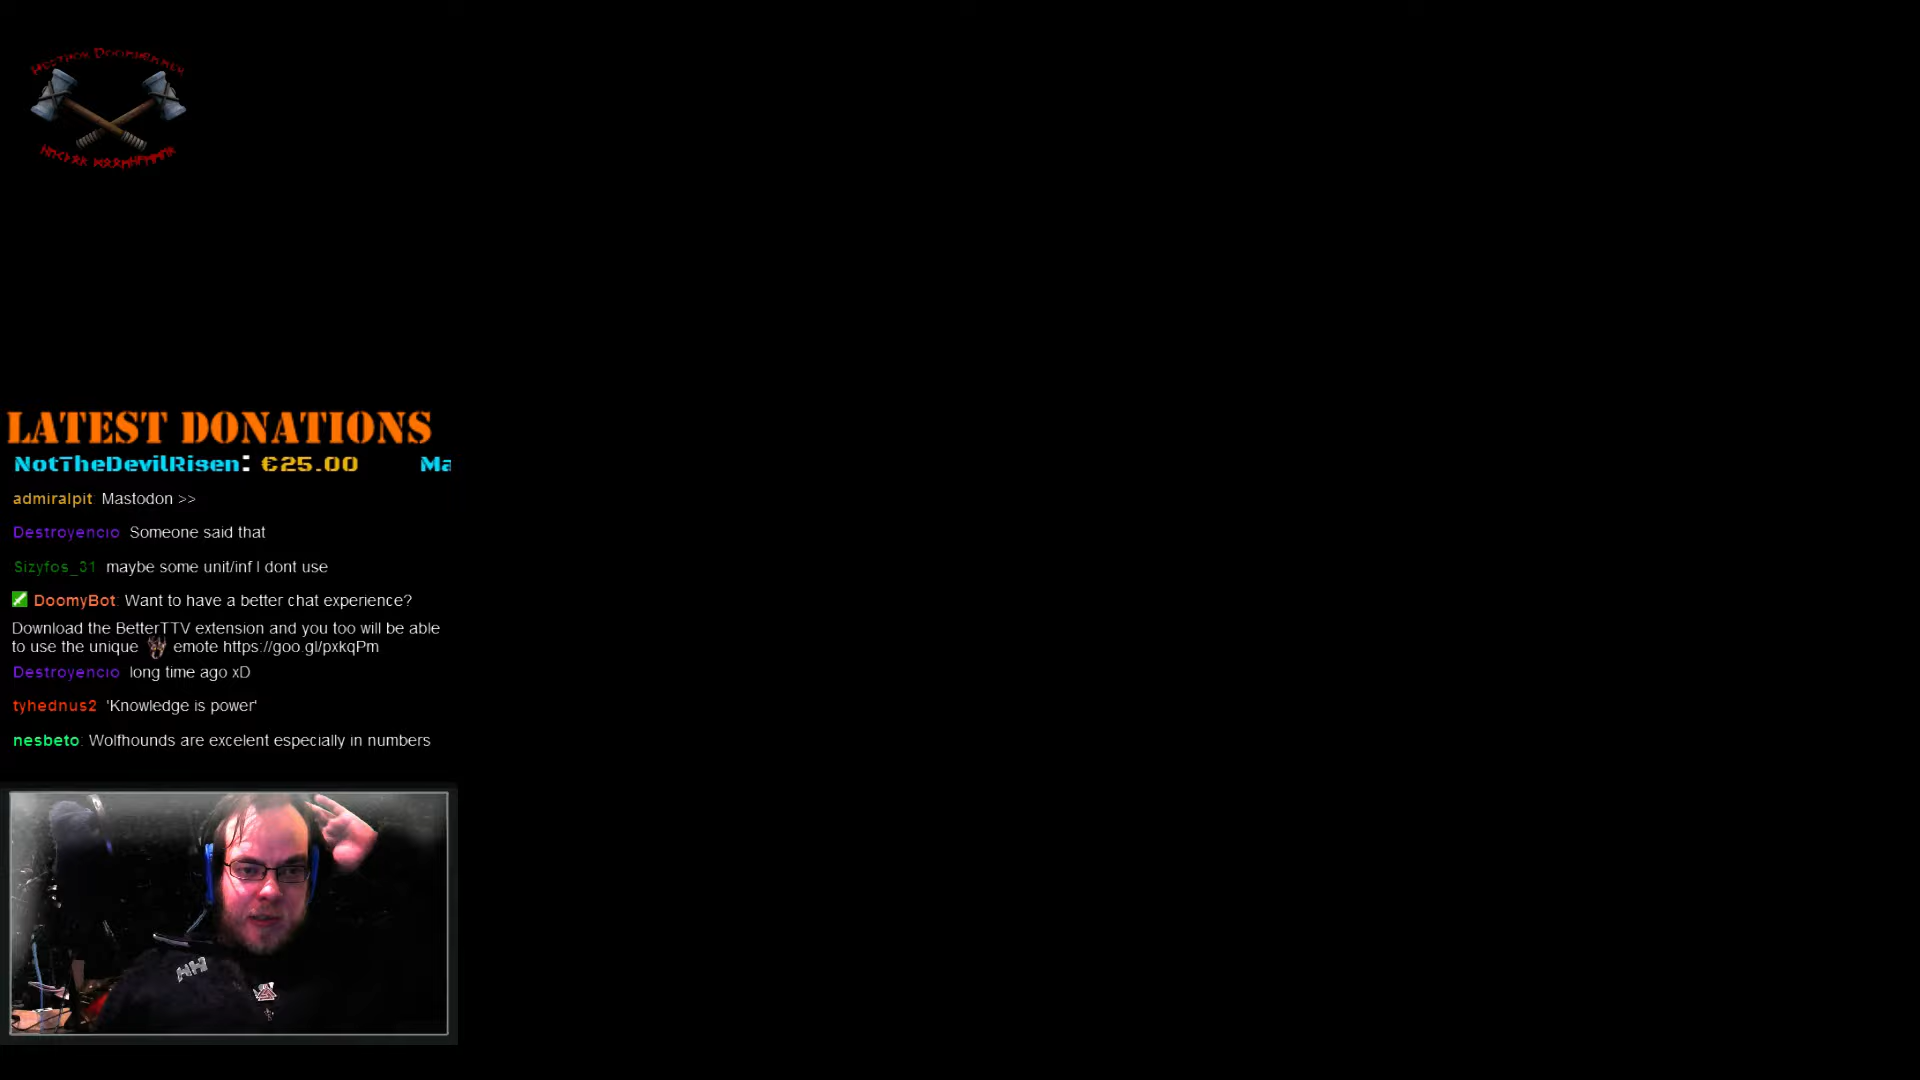 LATEST DONATIONS
NotTheDevilRisen: €25.00 Ma
admiralpit: Mastodon >>
Destroyencio Someone said that
Sizyfos_31 maybe some unit/inf I dont use
DoomyBot: Want to have a better chat experience?
Download the BetterTTV extension and you too will be able
to use the unique emote https://goo.gl/pxkqPm
Destroyencio long time ago xD
tyhednus2 'Knowledge is power'
nesbeto: Wolfhounds are excelent especially in numbers